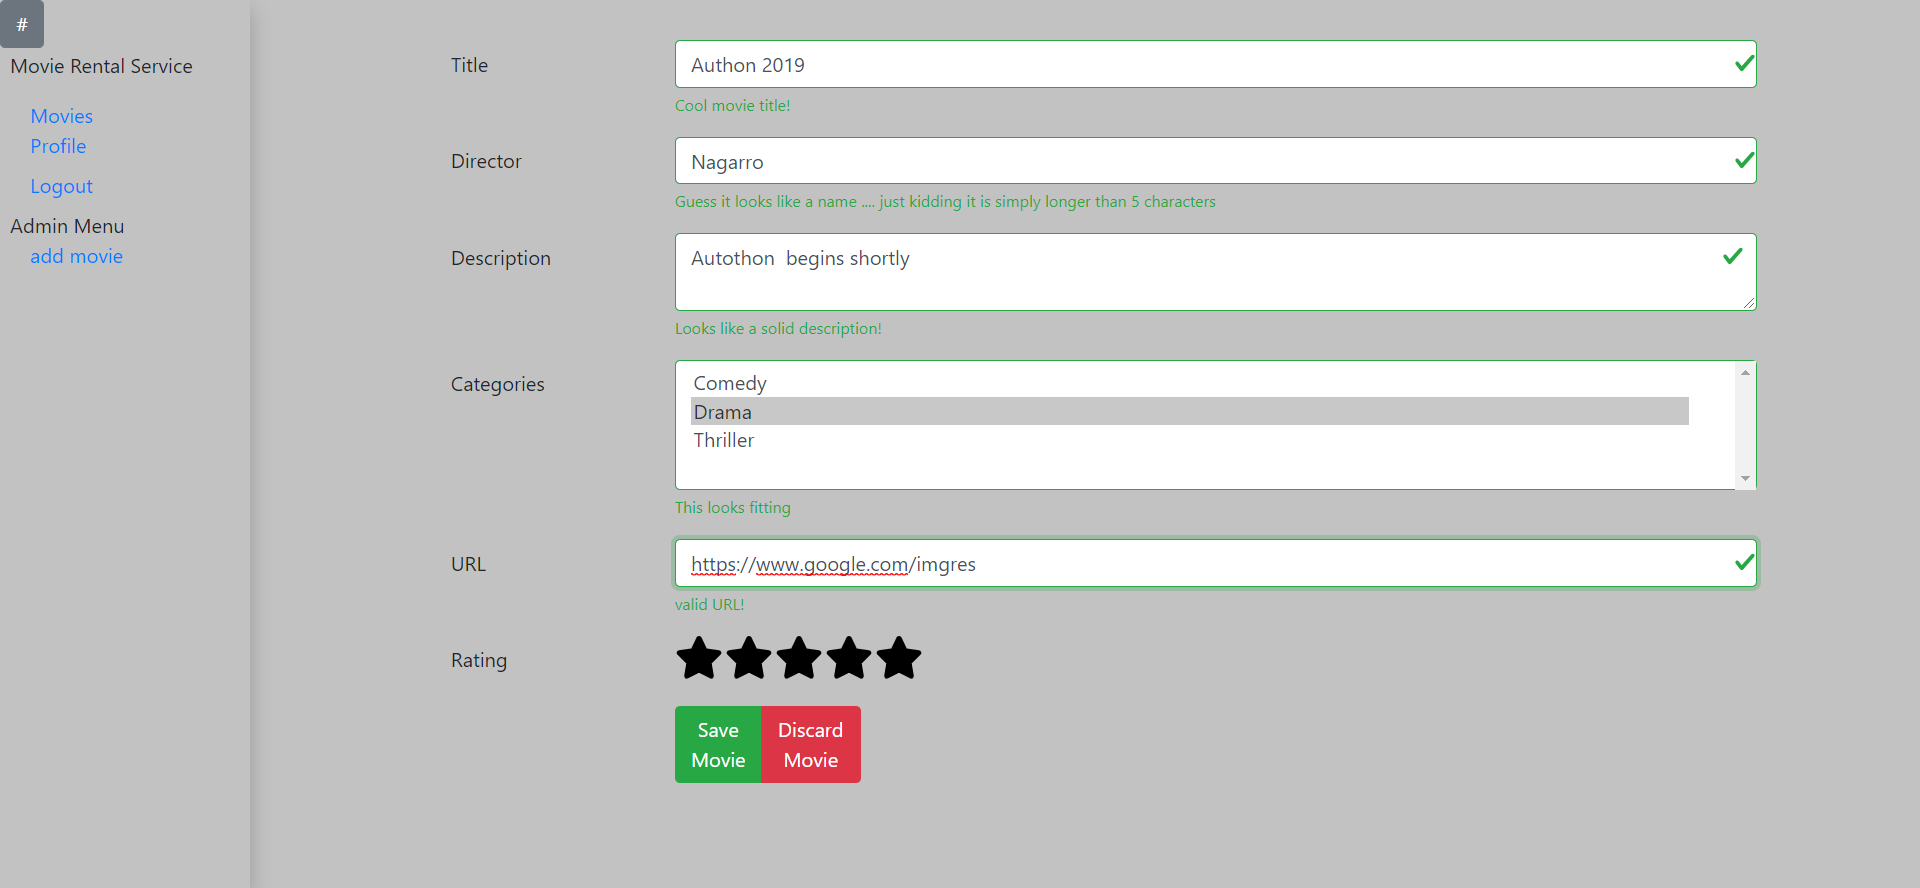 #
Movie Rental Service
Movies
Profile
Logout
Admin Menu
add movie
Title
Authon 2019
Cool movie title!
Director
Nagarro
Guess it looks like a name .... just kidding it is simply longer than 5 characters
Description
Autothon  begins shortly
Looks like a solid description!
Categories
Comedy
Drama
Thriller
This looks fitting
URL
https://www.google.com/imgres
valid URL!
Rating
Save
Movie
Discard
Movie